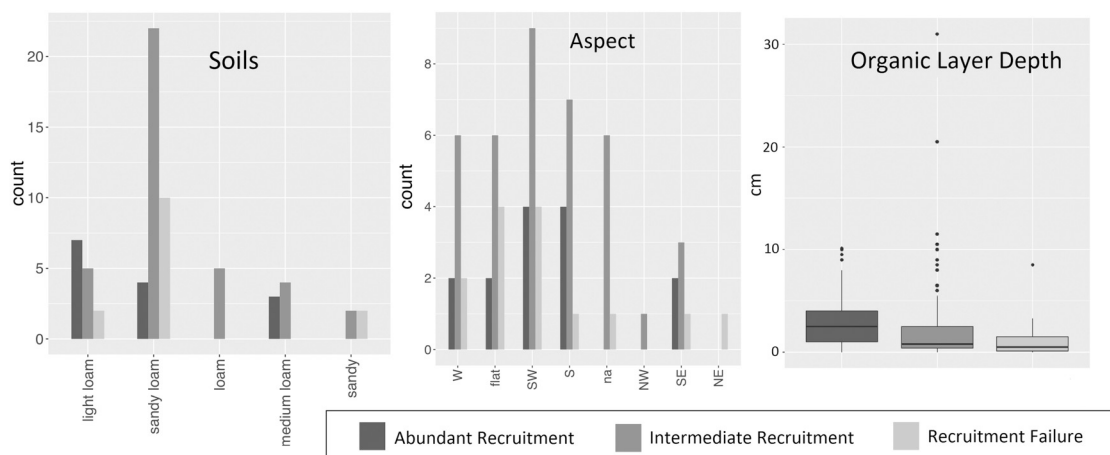 Soils
count
20
15
10
5
0
light loam
sandy loam
loam
medium loam
sandy
Aspect
count
8
6
4
2
0
W
flat
SW
S
na
NW
SE
NE
Organic Layer Depth
cm
30
20
10
0
Abundant Recruitment
Intermediate Recruitment
Recruitment Failure